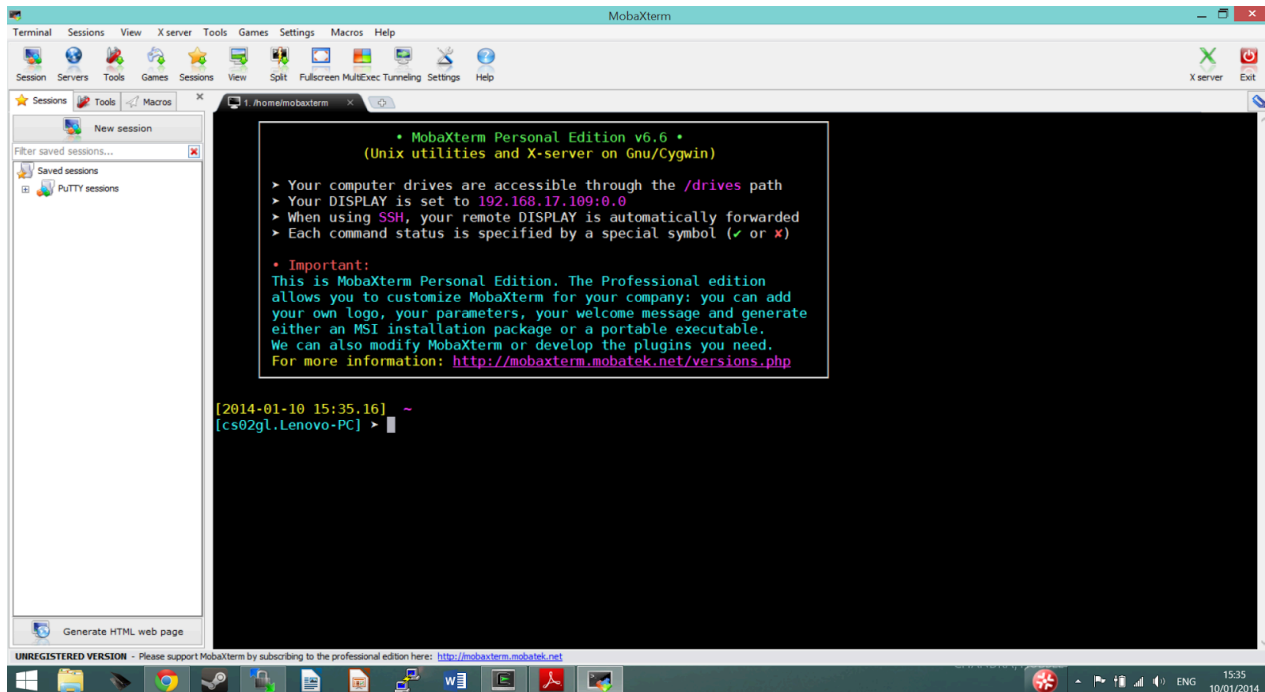 MobaXterm
Terminal Sessions View X server Tools Games Settings Macros Help
Session Servers Tools Games Sessions View Split Fullscreen MultiExec Tunneling Settings Help X server Exit
Sessions Tools Macros
1. /home/mobaxterm
New session
Filter saved sessions...
Saved sessions
PuTTY sessions
• MobaXterm Personal Edition v6.6 •
(Unix utilities and X-server on Gnu/Cygwin)
➤ Your computer drives are accessible through the /drives path
➤ Your DISPLAY is set to 192.168.17.109:0.0
➤ When using SSH, your remote DISPLAY is automatically forwarded
➤ Each command status is specified by a special symbol (✔ or ✘)
• Important:
This is MobaXterm Personal Edition. The Professional edition
allows you to customize MobaXterm for your company: you can add
your own logo, your parameters, your welcome message and generate
either an MSI installation package or a portable executable.
We can also modify MobaXterm or develop the plugins you need.
For more information: http://mobaxterm.mobatek.net/versions.php
[2014-01-10 15:35.16] ~
[cs02gl.Lenovo-PC] ➤
Generate HTML web page
UNREGISTERED VERSION - Please support MobaXterm by subscribing to the professional edition here: http://mobaxterm.mobatek.net
ENG
15:35
10/01/2014